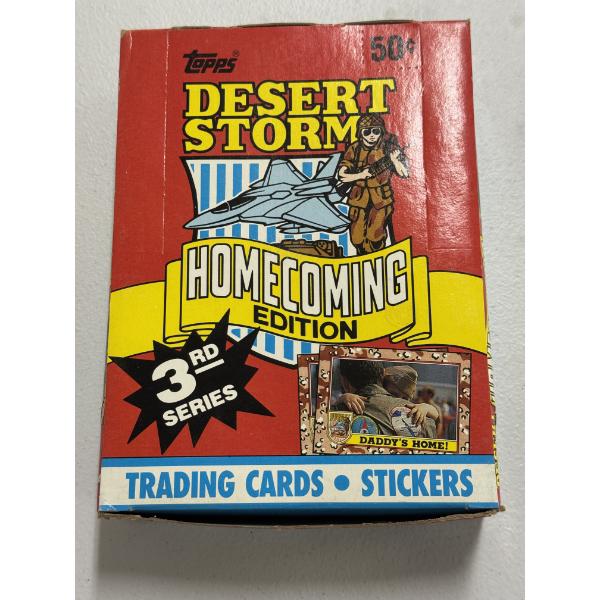 Topps®
50¢
DESERT
STORM
HOMECOMING
EDITION
3RD
SERIES
DADDY'S HOME!
TRADING CARDS • STICKERS